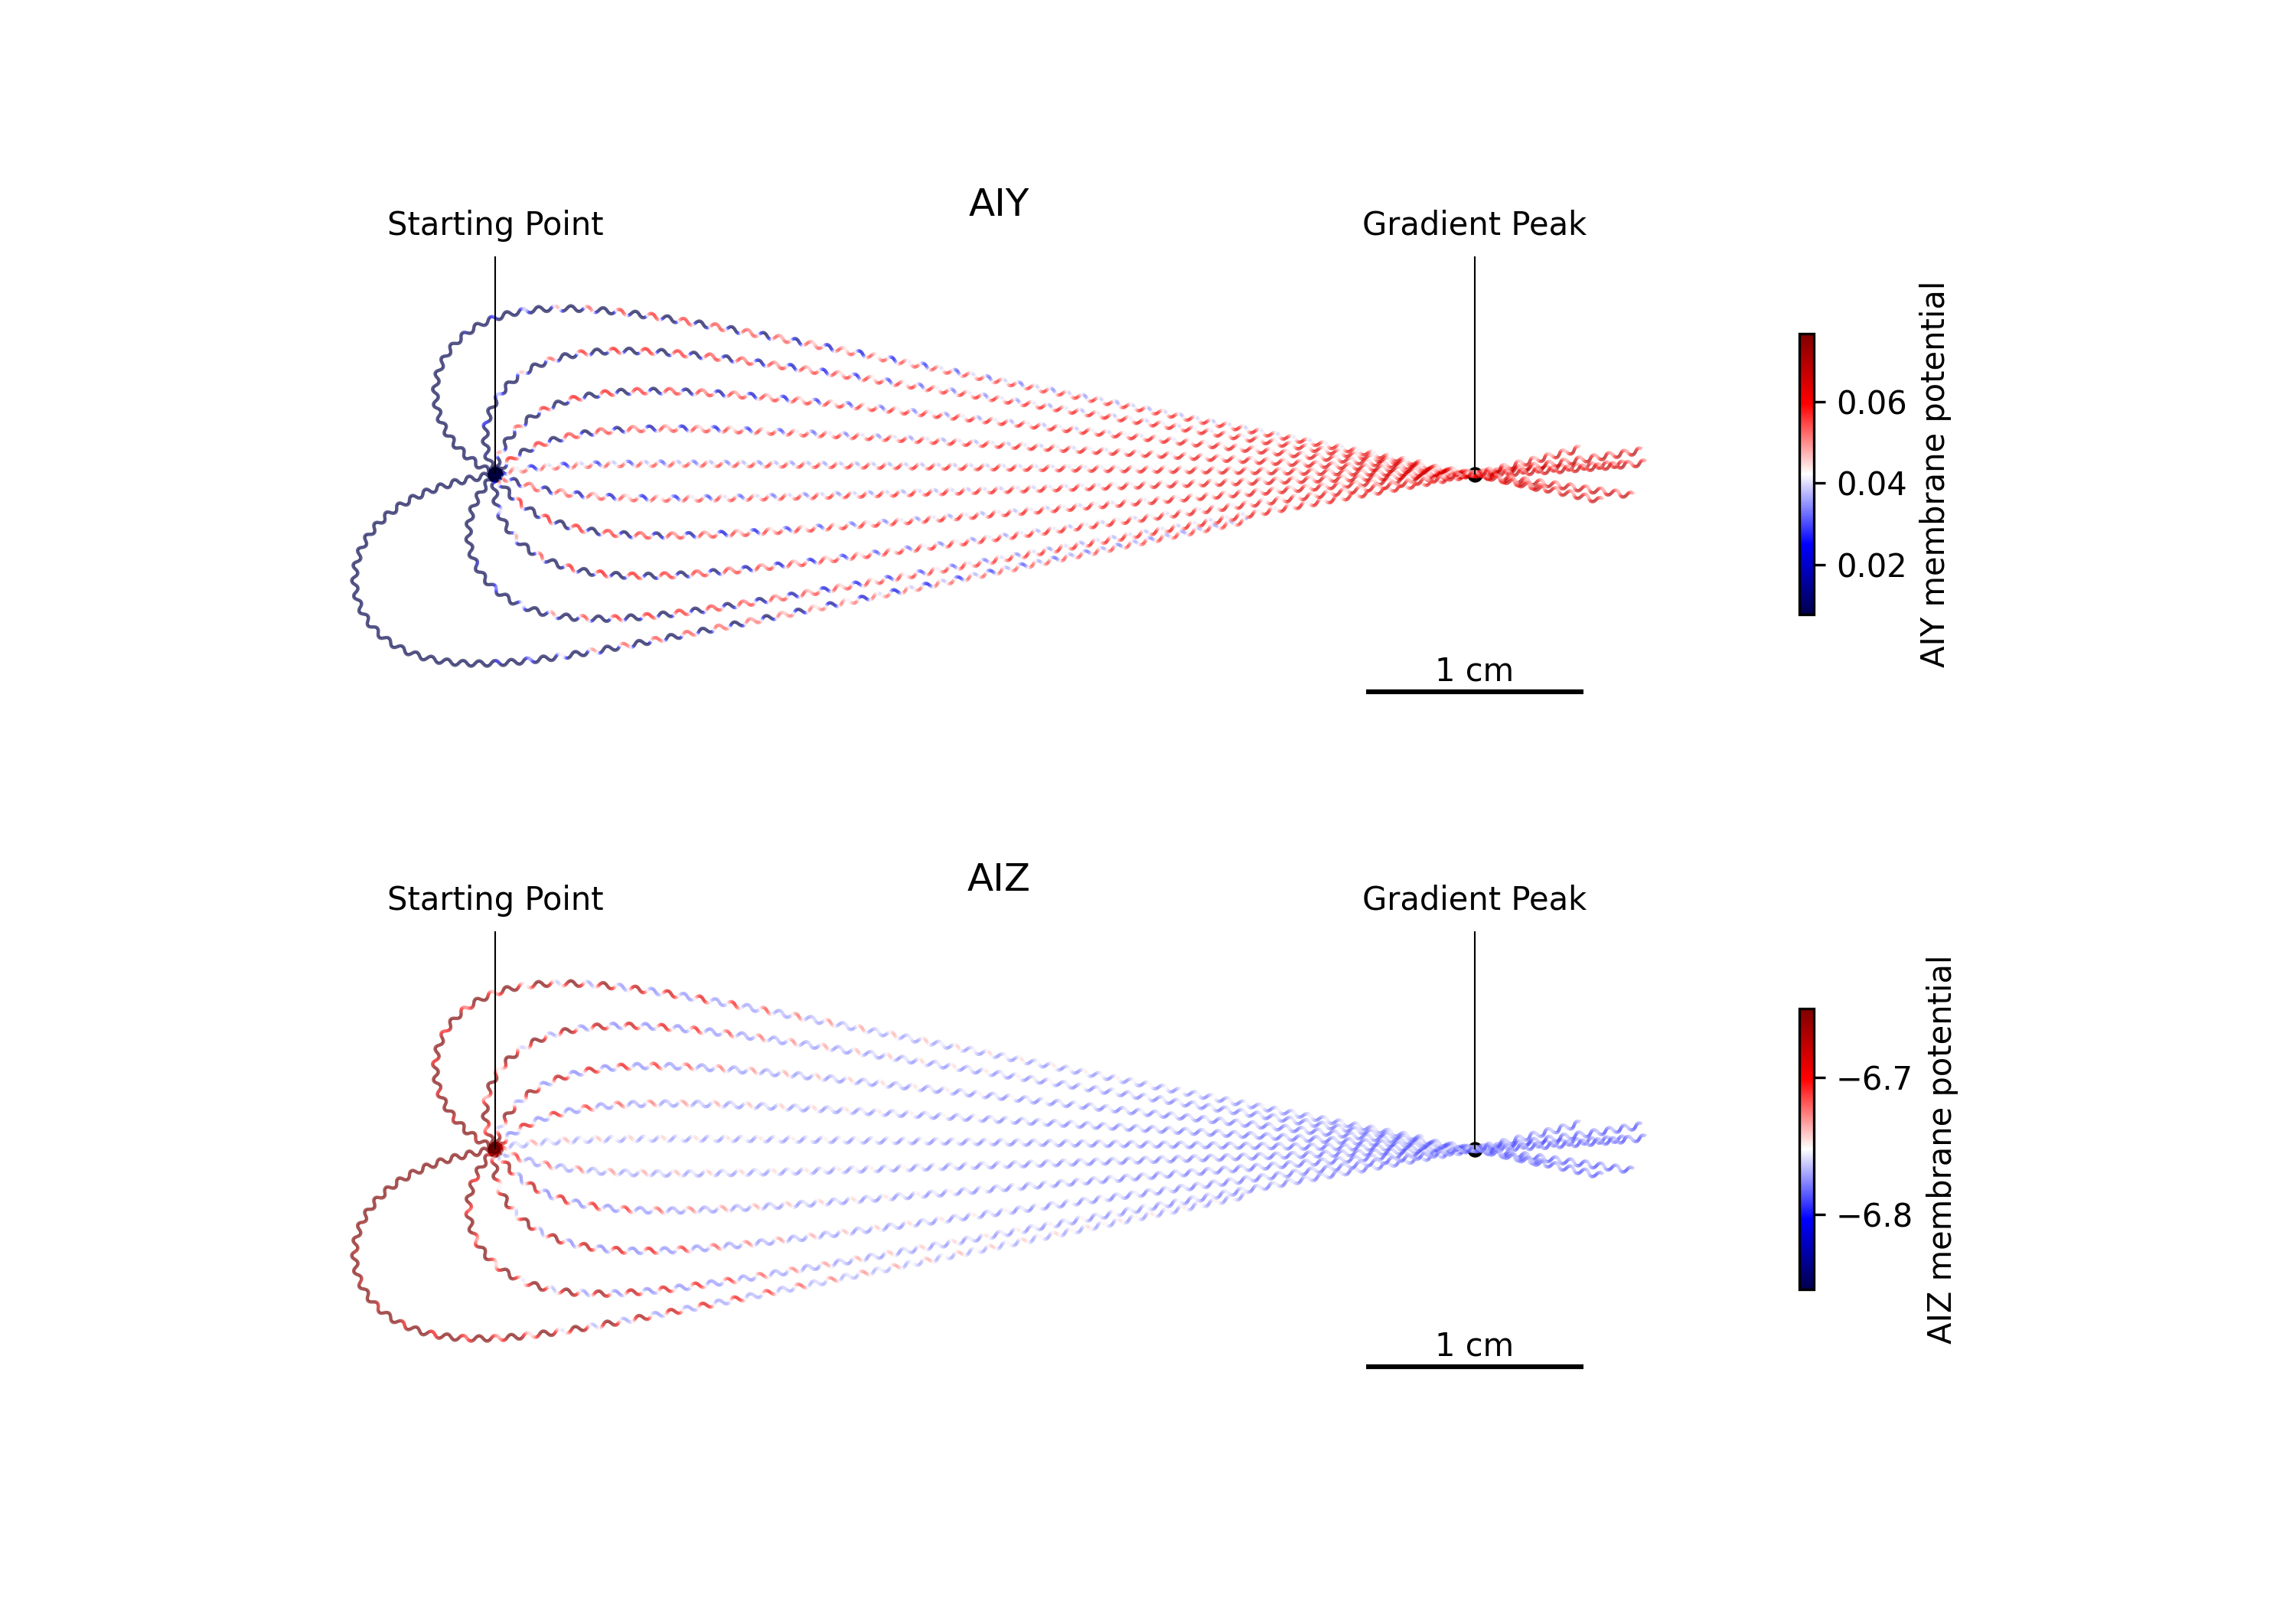 AIY
Starting Point
Gradient Peak
0.06
0.04
0.02
AIY membrane potential
1 cm
AIZ
Starting Point
Gradient Peak
−6.7
−6.8
AIZ membrane potential
1 cm